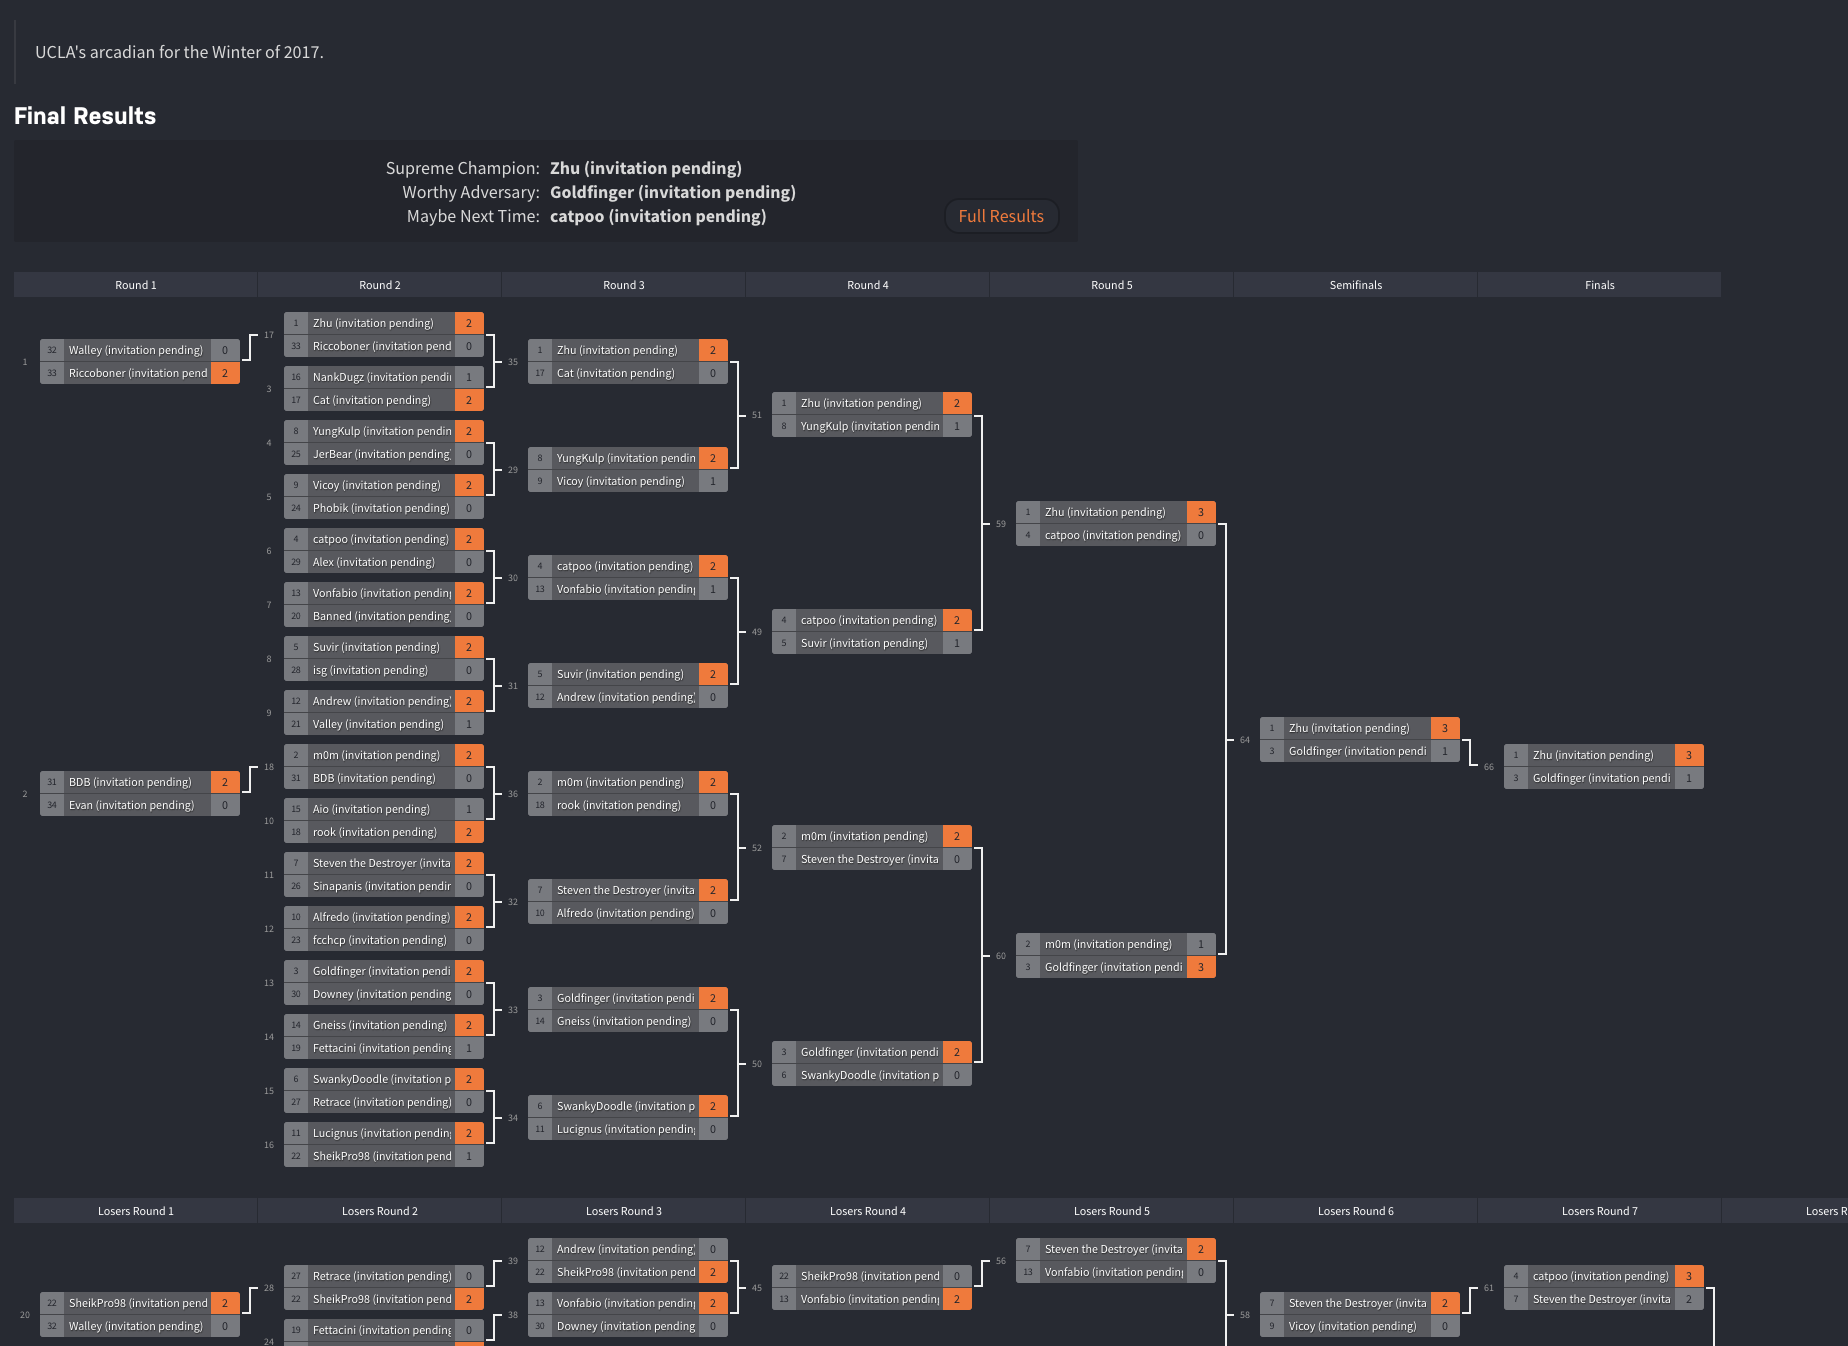 UCLA's arcadian for the Winter of 2017.
Final Results
Supreme Champion: Zhu (invitation pending)
Worthy Adversary: Goldfinger (invitation pending)
Maybe Next Time: catpoo (invitation pending)
Full Results
Round 1 Round 2 Round 3 Round 4 Round 5 Semifinals Finals
1
32 Walley (invitation pending) 0
33 Riccoboner (invitation pend 2
2
31 BDB (invitation pending) 2
34 Evan (invitation pending) 0
17
1 Zhu (invitation pending) 2
33 Riccoboner (invitation pend 0
3
16 NankDugz (invitation pendi 1
17 Cat (invitation pending) 2
4
8 YungKulp (invitation pendin 2
25 JerBear (invitation pending 0
5
9 Vicoy (invitation pending) 2
24 Phobik (invitation pending) 0
6
4 catpoo (invitation pending) 2
29 Alex (invitation pending) 0
7
13 Vonfabio (invitation pending 2
20 Banned (invitation pending 0
8
5 Suvir (invitation pending) 2
28 isg (invitation pending) 0
9
12 Andrew (invitation pending) 2
21 Valley (invitation pending) 1
18
2 m0m (invitation pending) 2
31 BDB (invitation pending) 0
10
15 Aio (invitation pending) 1
18 rook (invitation pending) 2
11
7 Steven the Destroyer (invita 2
26 Sinapanis (invitation pendin 0
12
10 Alfredo (invitation pending) 2
23 fcchcp (invitation pending) 0
13
3 Goldfinger (invitation pendi 2
30 Downey (invitation pending 0
14
14 Gneiss (invitation pending) 2
19 Fettacini (invitation pending 1
15
6 SwankyDoodle (invitation p 2
27 Retrace (invitation pending) 0
16
11 Lucignus (invitation pending 2
22 SheikPro98 (invitation pend 1
35
1 Zhu (invitation pending) 2
17 Cat (invitation pending) 0
29
8 YungKulp (invitation pendin 2
9 Vicoy (invitation pending) 1
30
4 catpoo (invitation pending) 2
13 Vonfabio (invitation pending 1
31
5 Suvir (invitation pending) 2
12 Andrew (invitation pending) 0
36
2 m0m (invitation pending) 2
18 rook (invitation pending) 0
32
7 Steven the Destroyer (invita 2
10 Alfredo (invitation pending) 0
33
3 Goldfinger (invitation pendi 2
14 Gneiss (invitation pending) 0
34
6 SwankyDoodle (invitation p 2
11 Lucignus (invitation pending 0
51
1 Zhu (invitation pending) 2
8 YungKulp (invitation pendin 1
49
4 catpoo (invitation pending) 2
5 Suvir (invitation pending) 1
52
2 m0m (invitation pending) 2
7 Steven the Destroyer (invita 0
50
3 Goldfinger (invitation pendi 2
6 SwankyDoodle (invitation p 0
59
1 Zhu (invitation pending) 3
4 catpoo (invitation pending) 0
60
2 m0m (invitation pending) 1
3 Goldfinger (invitation pendi 3
64
1 Zhu (invitation pending) 3
3 Goldfinger (invitation pendi 1
66
1 Zhu (invitation pending) 3
3 Goldfinger (invitation pendi 1
Losers Round 1 Losers Round 2 Losers Round 3 Losers Round 4 Losers Round 5 Losers Round 6 Losers Round 7 Losers R
20
22 SheikPro98 (invitation pend 2
32 Walley (invitation pending) 0
28
27 Retrace (invitation pending) 0
22 SheikPro98 (invitation pend 2
24
19 Fettacini (invitation pending 0
39
12 Andrew (invitation pending) 0
22 SheikPro98 (invitation pend 2
38
13 Vonfabio (invitation pending 2
30 Downey (invitation pending 0
45
22 SheikPro98 (invitation pend 0
13 Vonfabio (invitation pending 2
56
7 Steven the Destroyer (invita 2
13 Vonfabio (invitation pending 0
58
7 Steven the Destroyer (invita 2
9 Vicoy (invitation pending) 0
61
4 catpoo (invitation pending) 3
7 Steven the Destroyer (invita 2